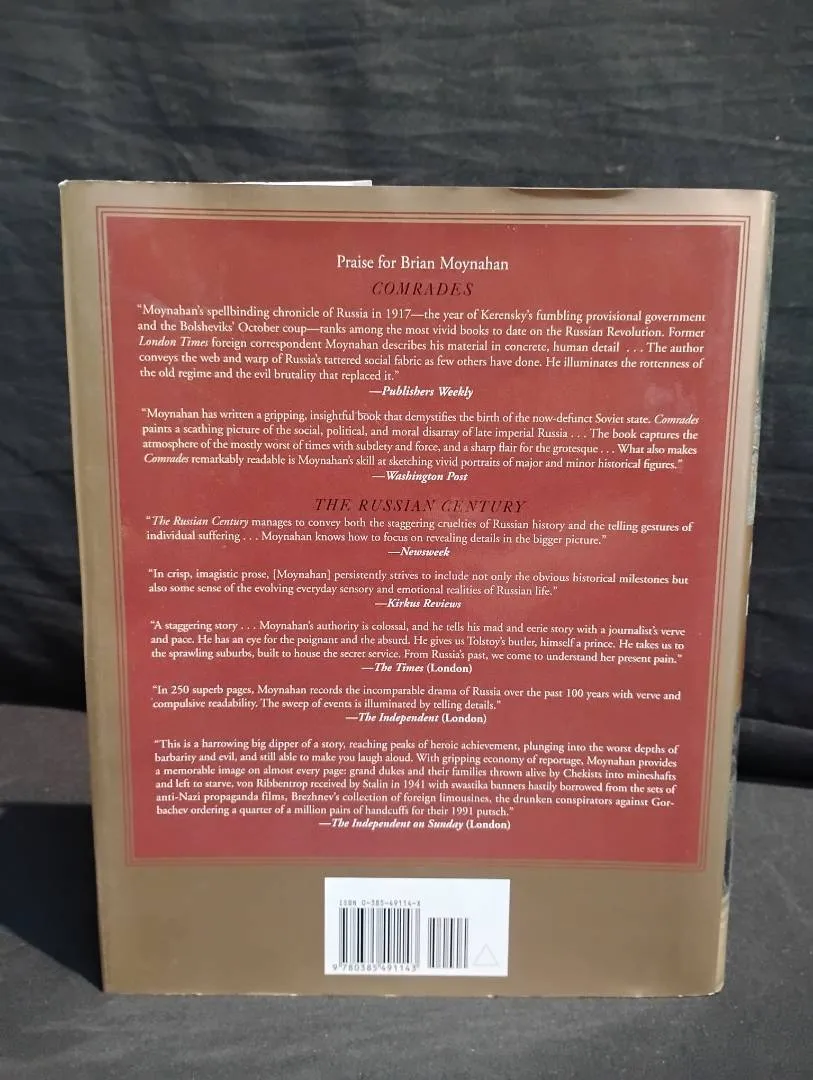 Praise for Brian Moynahan
COMRADES
“Moynahan's spellbinding chronicle of Russia in 1917—the year of Kerensky's fumbling provisional government
and the Bolsheviks' October coup—ranks among the most vivid books to date on the Russian Revolution. Former
London Times foreign correspondent Moynahan describes his material in concrete, human detail . . . The author
conveys the web and warp of Russia's tattered social fabric as few others have done. He illuminates the rottenness of
the old regime and the evil brutality that replaced it.”
—Publishers Weekly
“Moynahan has written a gripping, insightful book that demystifies the birth of the now-defunct Soviet state. Comrades
paints a scathing picture of the social, political, and moral disarray of late imperial Russia . . . The book captures the
atmosphere of the mostly worst of times with subtlety and force, and a sharp flair for the grotesque . . . What also makes
Comrades remarkably readable is Moynahan's skill at sketching vivid portraits of major and minor historical figures.”
—Washington Post
THE RUSSIAN CENTURY
“The Russian Century manages to convey both the staggering cruelties of Russian history and the telling gestures of
individual suffering . . . Moynahan knows how to focus on revealing details in the bigger picture.”
—Newsweek
“In crisp, imagistic prose, [Moynahan] persistently strives to include not only the obvious historical milestones but
also some sense of the evolving everyday sensory and emotional realities of Russian life.”
—Kirkus Reviews
“A staggering story . . . Moynahan's authority is colossal, and he tells his mad and eerie story with a journalist's verve
and pace. He has an eye for the poignant and the absurd. He gives us Tolstoy's butler, himself a prince. He takes us to
the sprawling suburbs, built to house the secret service. From Russia's past, we come to understand her present pain.”
—The Times (London)
“In 250 superb pages, Moynahan records the incomparable drama of Russia over the past 100 years with verve and
compulsive readability. The sweep of events is illuminated by telling details.”
—The Independent (London)
“This is a harrowing big dipper of a story, reaching peaks of heroic achievement, plunging into the worst depths of
barbarity and evil, and still able to make you laugh aloud. With gripping economy of reportage, Moynahan provides
a memorable image on almost every page: grand dukes and their families thrown alive by Chekists into mineshafts
and left to starve, von Ribbentrop received by Stalin in 1941 with swastika banners hastily borrowed from the sets of
anti-Nazi propaganda films, Brezhnev's collection of foreign limousines, the drunken conspirators against Gor-
bachev ordering a quarter of a million pairs of handcuffs for their 1991 putsch.”
—The Independent on Sunday (London)
ISBN 0-385-49114-X
9 780385 491143